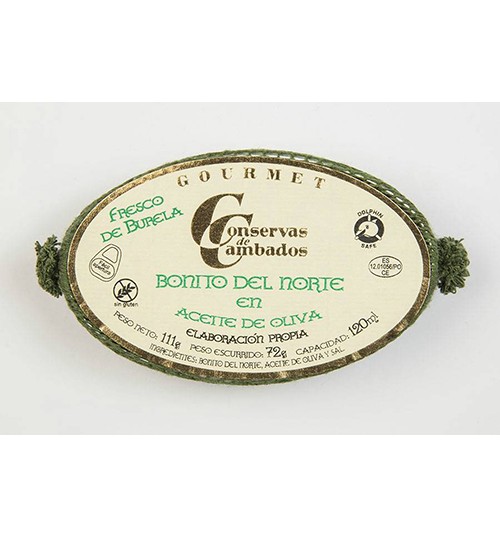 GOURMET
FRESCO
DE BURELA
Conservas
de
Cambados
DOLPHIN
SAFE
Fácil
apertura
ES
12.01056/PO
CE
sin gluten
BONITO DEL NORTE
en
ACEITE DE OLIVA
ELABORACIÓN PROPIA
PESO NETO: 111g PESO ESCURRIDO: 72g CAPACIDAD: 120ml
INGREDIENTES: BONITO DEL NORTE, ACEITE DE OLIVA Y SAL.